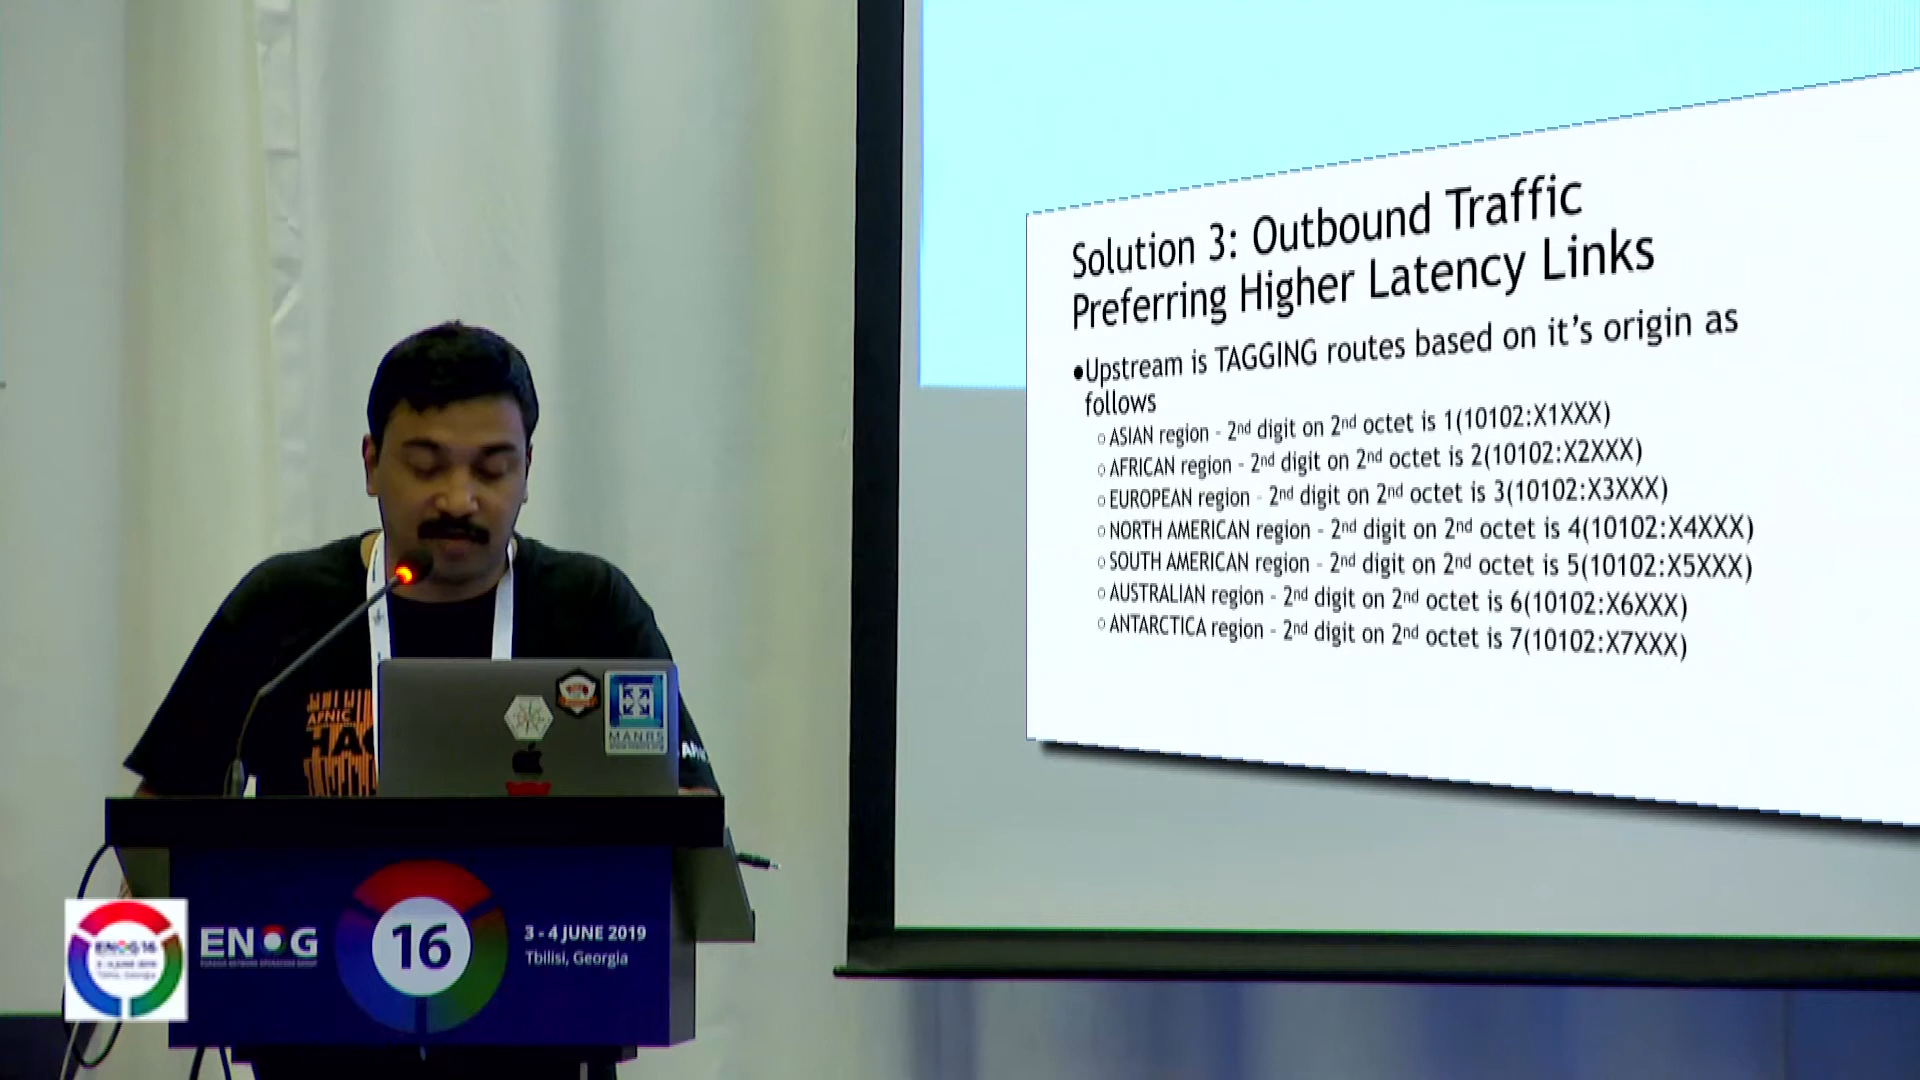 Solution 3: Outbound Traffic
Preferring Higher Latency Links
•Upstream is TAGGING routes based on it's origin as
follows
○ASIAN region - 2nd digit on 2nd octet is 1(10102:X1XXX)
○AFRICAN region - 2nd digit on 2nd octet is 2(10102:X2XXX)
○EUROPEAN region - 2nd digit on 2nd octet is 3(10102:X3XXX)
○NORTH AMERICAN region - 2nd digit on 2nd octet is 4(10102:X4XXX)
○SOUTH AMERICAN region - 2nd digit on 2nd octet is 5(10102:X5XXX)
○AUSTRALIAN region - 2nd digit on 2nd octet is 6(10102:X6XXX)
○ANTARCTICA region - 2nd digit on 2nd octet is 7(10102:X7XXX)
APNIC
MANRS
ENOG
16
3 - 4 JUNE 2019
Tbilisi, Georgia
ENOG16